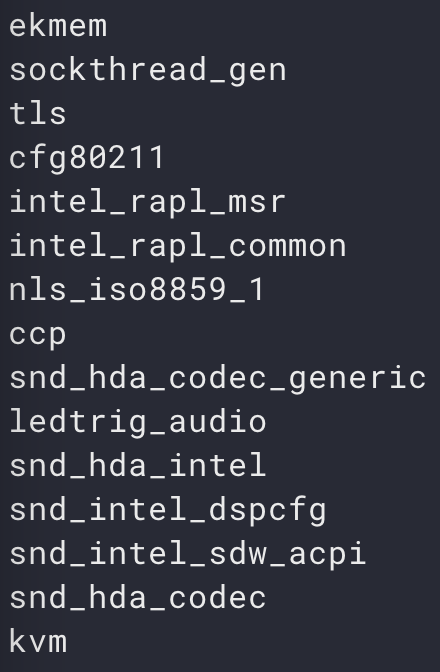 ekmem
sockthread_gen
tls
cfg80211
intel_rapl_msr
intel_rapl_common
nls_iso8859_1
ccp
snd_hda_codec_generic
ledtrig_audio
snd_hda_intel
snd_intel_dspcfg
snd_intel_sdw_acpi
snd_hda_codec
kvm